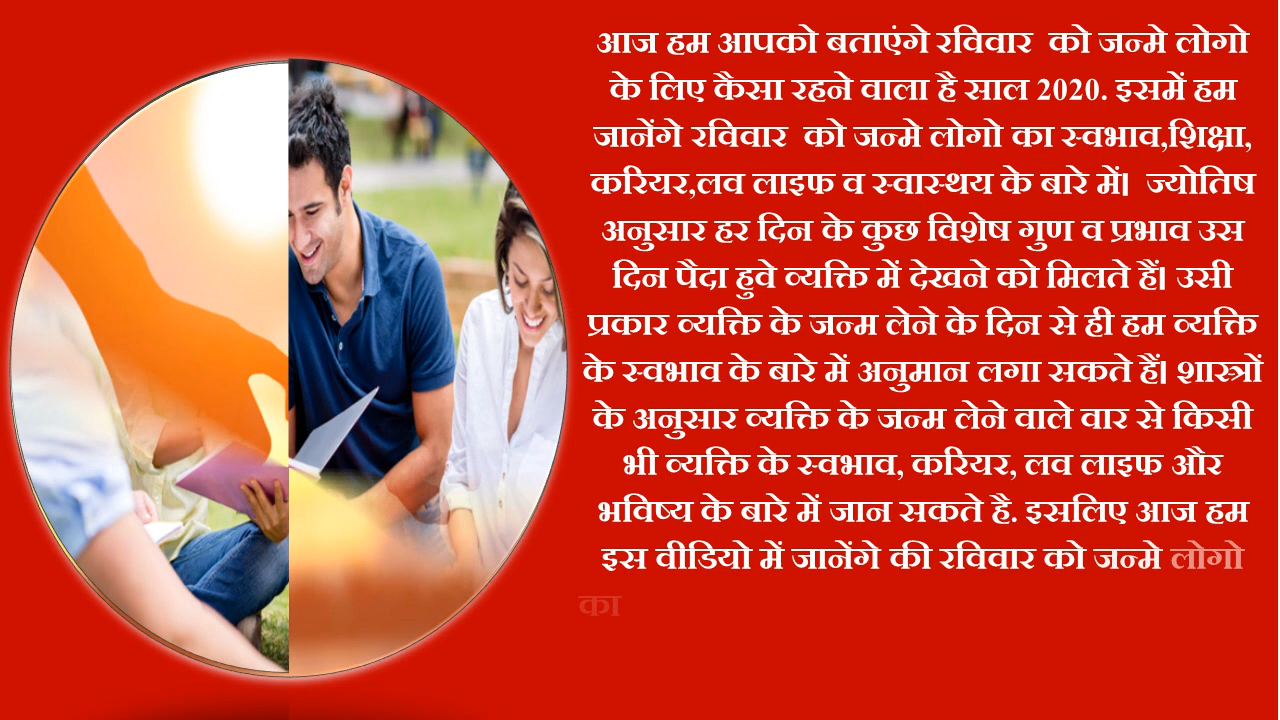 आज हम आपको बताएंगे रविवार को जन्मे लोगो
के लिए कैसा रहने वाला है साल 2020. इसमें हम
जानेंगे रविवार को जन्मे लोगो का स्वभाव,शिक्षा,
करियर,लव लाइफ व स्वास्थय के बारे में। ज्योतिष
अनुसार हर दिन के कुछ विशेष गुण व प्रभाव उस
दिन पैदा हुवे व्यक्ति में देखने को मिलते हैं। उसी
प्रकार व्यक्ति के जन्म लेने के दिन से ही हम व्यक्ति
के स्वभाव के बारे में अनुमान लगा सकते हैं। शास्त्रों
के अनुसार व्यक्ति के जन्म लेने वाले वार से किसी
भी व्यक्ति के स्वभाव, करियर, लव लाइफ और
भविष्य के बारे में जान सकते है. इसलिए आज हम
इस वीडियो में जानेंगे की रविवार को जन्मे लोगो
का